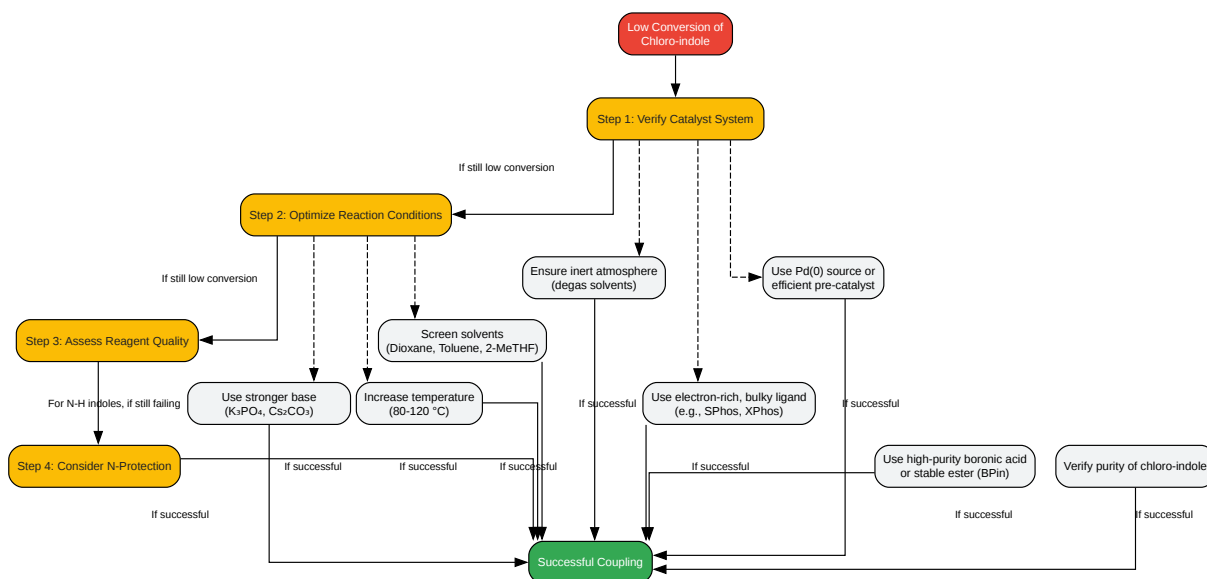 Low Conversion of
Chloro-indole
Step 1: Verify Catalyst System
If still low conversion
Step 2: Optimize Reaction Conditions
Ensure inert atmosphere
(degas solvents)
Use Pd(0) source or
efficient pre-catalyst
If still low conversion
Step 3: Assess Reagent Quality
Screen solvents
(Dioxane, Toluene, 2-MeTHF)
For N-H indoles, if still failing
Use stronger base
(K₃PO₄, Cs₂CO₃)
Increase temperature
(80-120 °C)
If successful
Use electron-rich, bulky ligand
(e.g., SPhos, XPhos)
If successful
Step 4: Consider N-Protection
If successful
If successful
If successful
If successful
Use high-purity boronic acid
or stable ester (BPin)
Verify purity of chloro-indole
If successful
If successful
If successful
Successful Coupling